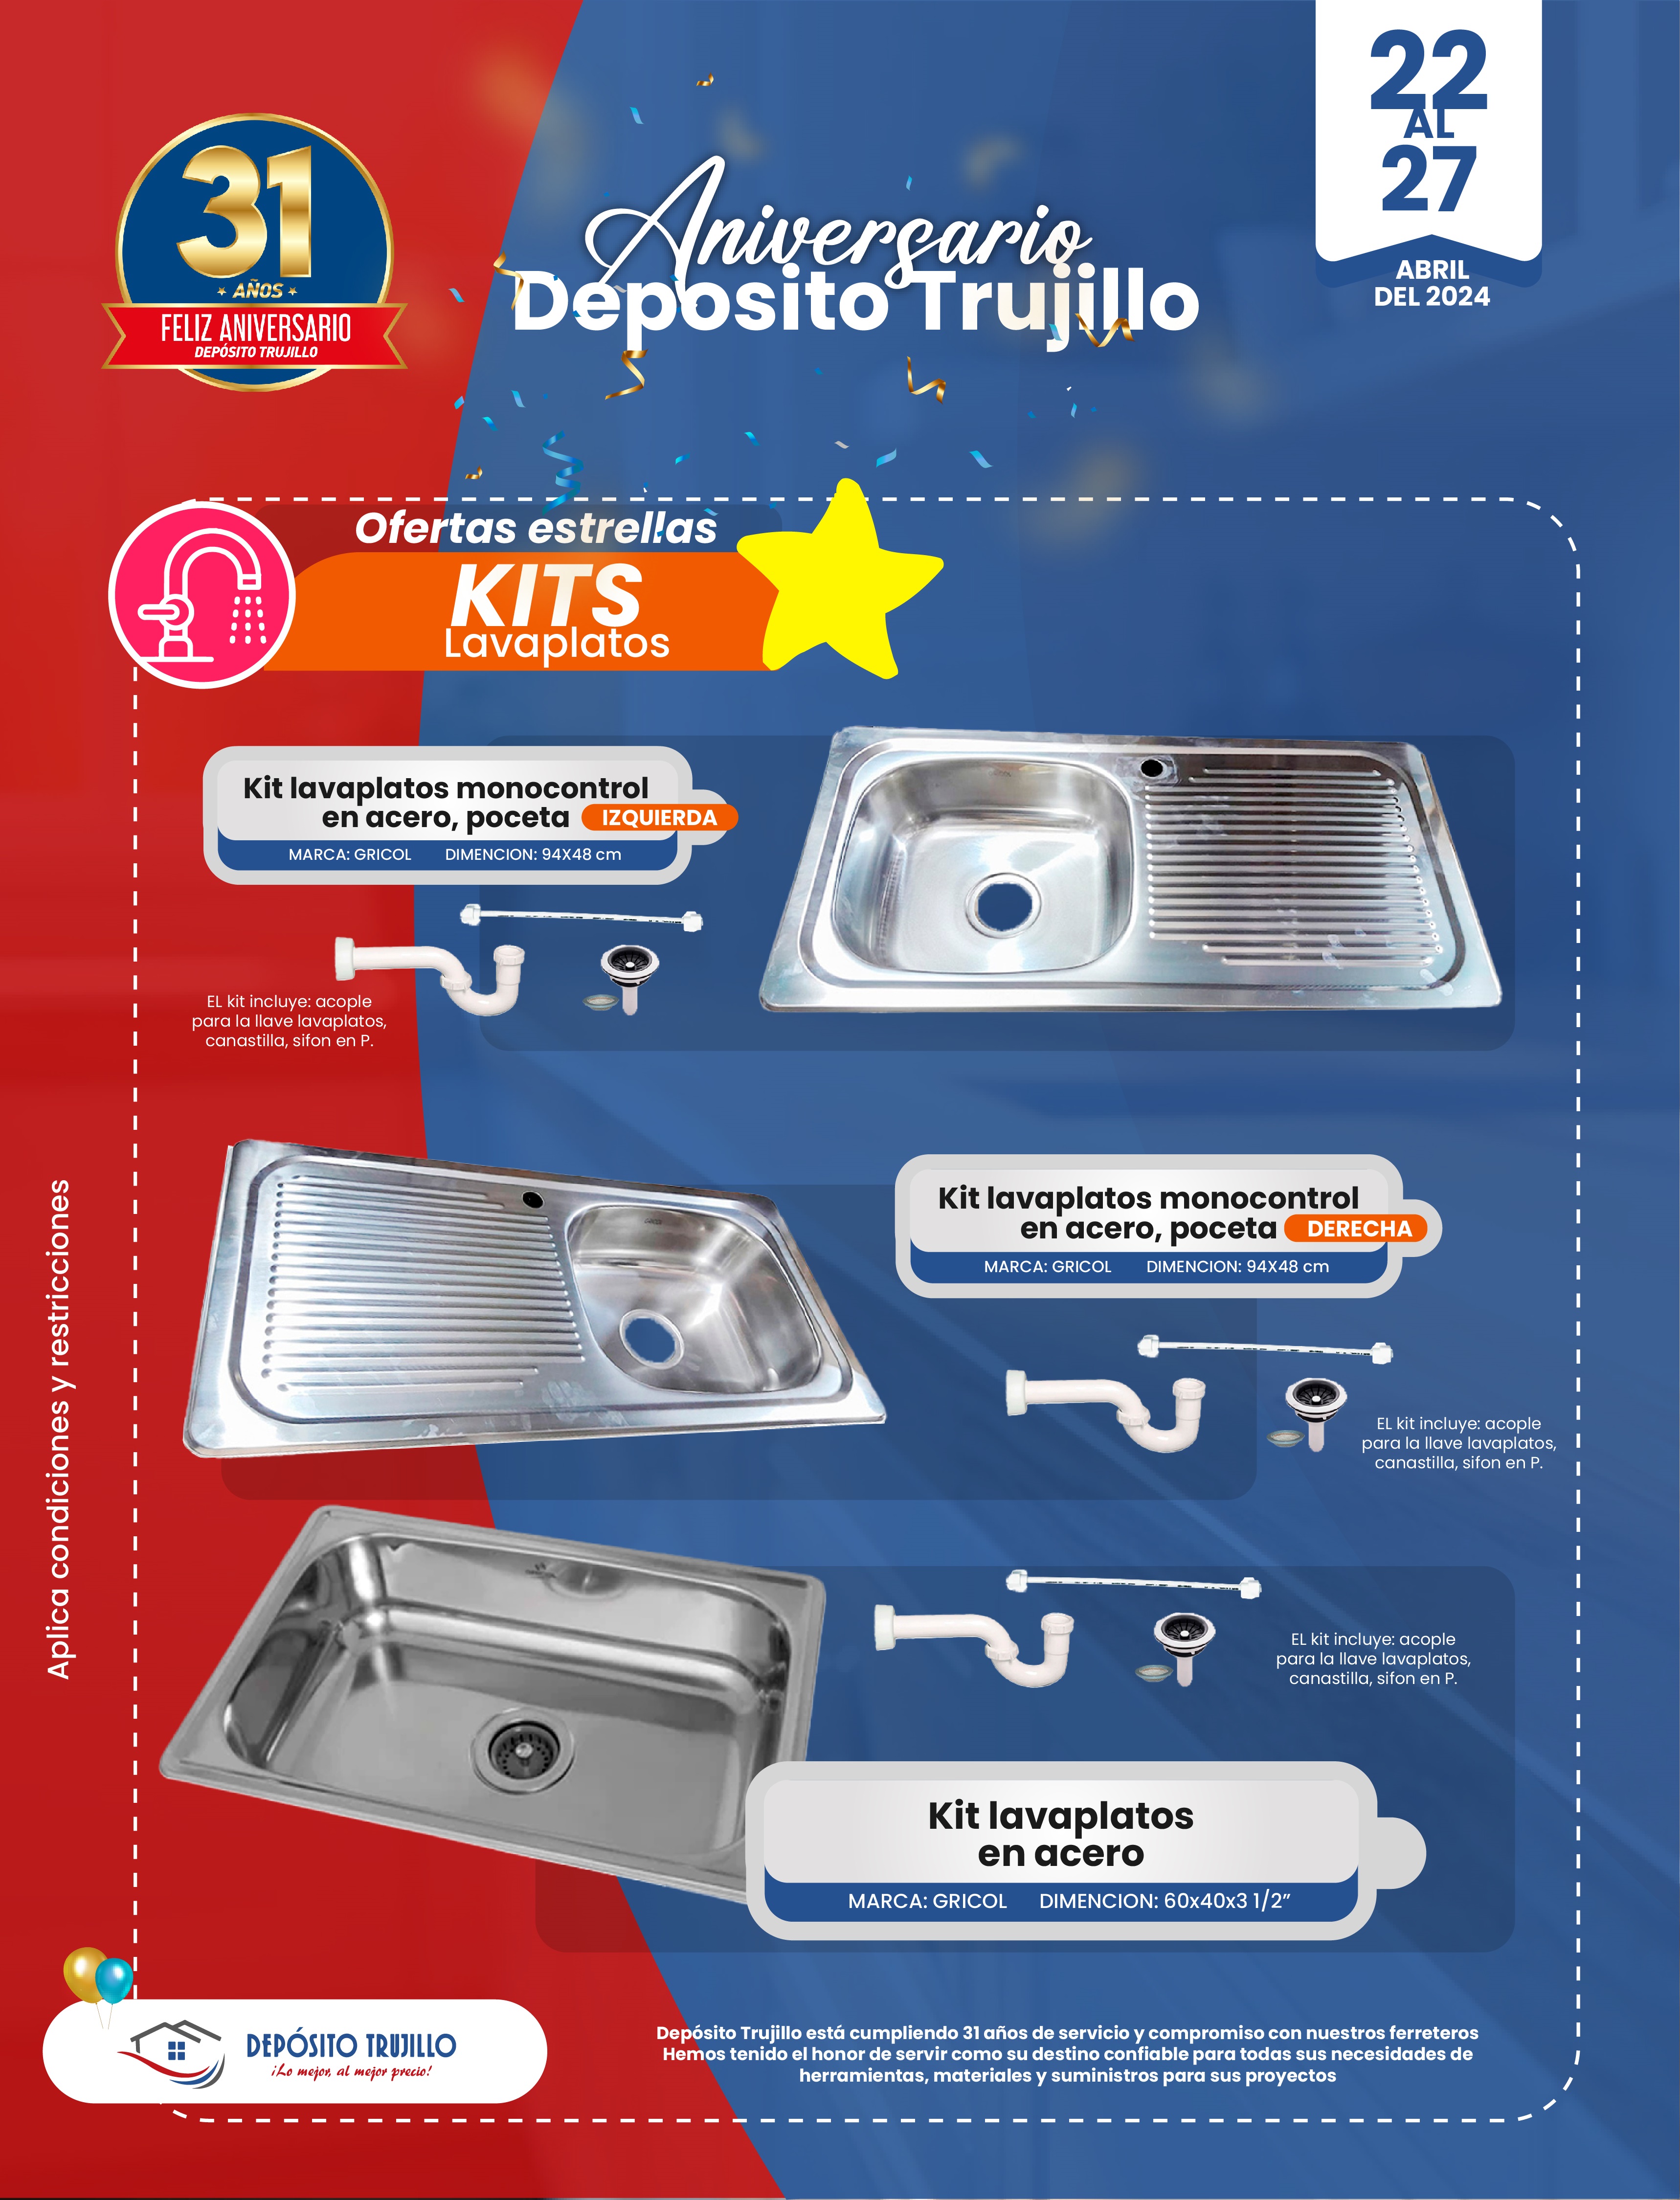 22
AL
27
ABRIL
DEL 2024
31
AÑOS
FELIZ ANIVERSARIO
DEPÓSITO TRUJILLO
Aniversario
Deposito Trujillo
Ofertas estrellas
KITS
Lavaplatos
Kit lavaplatos monocontrol
en acero, poceta IZQUIERDA
MARCA: GRICOL DIMENCION: 94X48 cm
EL kit incluye: acople
para la llave lavaplatos,
canastilla, sifon en P.
Kit lavaplatos monocontrol
en acero, poceta DERECHA
MARCA: GRICOL DIMENCION: 94X48 cm
EL kit incluye: acople
para la llave lavaplatos,
canastilla, sifon en P.
EL kit incluye: acople
para la llave lavaplatos,
canastilla, sifon en P.
Kit lavaplatos
en acero
MARCA: GRICOL DIMENCION: 60x40x3 1/2”
Aplica condiciones y restricciones
DEPÓSITO TRUJILLO
¡Lo mejor, al mejor precio!
Depósito Trujillo está cumpliendo 31 años de servicio y compromiso con nuestros ferreteros
Hemos tenido el honor de servir como su destino confiable para todas sus necesidades de
herramientas, materiales y suministros para sus proyectos